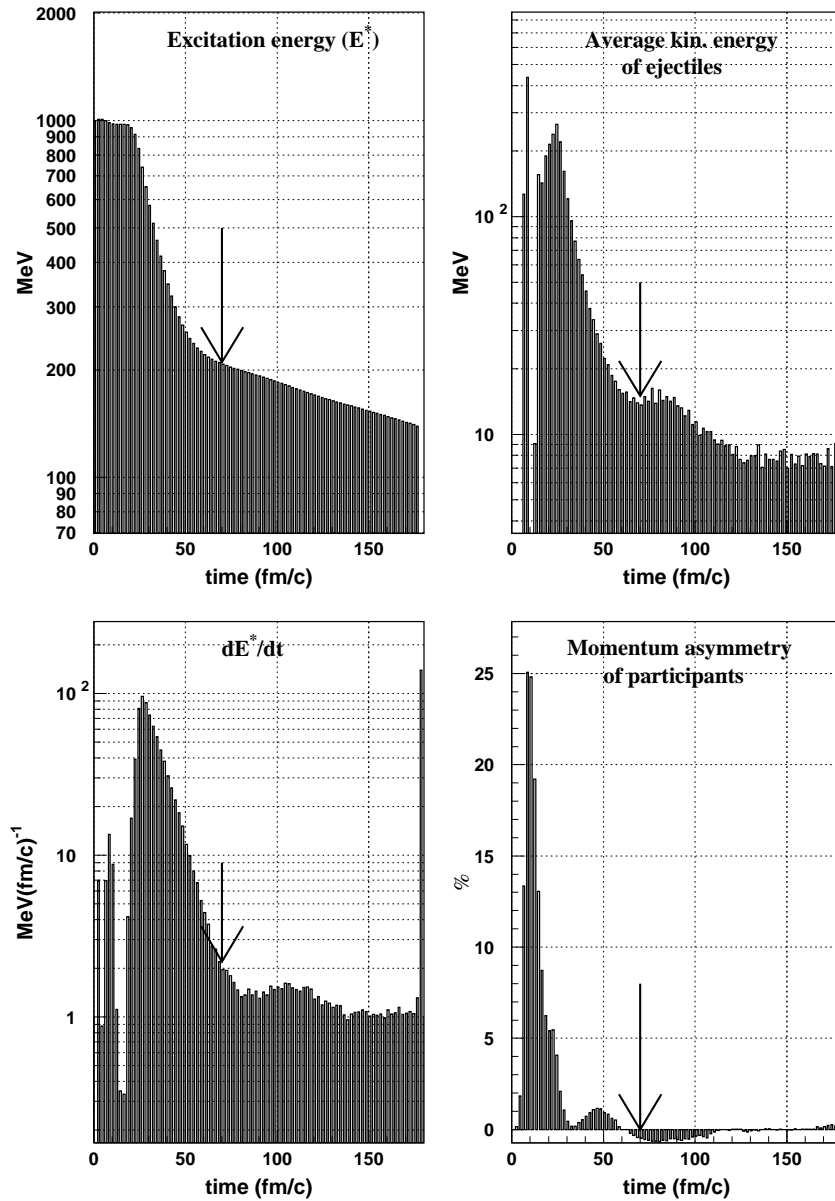 Excitation energy (E*)
2000
1000
900
800
700
600
500
400
300
200
100
90
80
70
MeV
0 50 100 150
time (fm/c)
Average kin. energy
of ejectiles
10^2
10
MeV
0 50 100 150
time (fm/c)
dE*/dt
10^2
10
1
MeV(fm/c)^-1
0 50 100 150
time (fm/c)
Momentum asymmetry
of participants
25
20
15
10
5
0
%
0 50 100 150
time (fm/c)